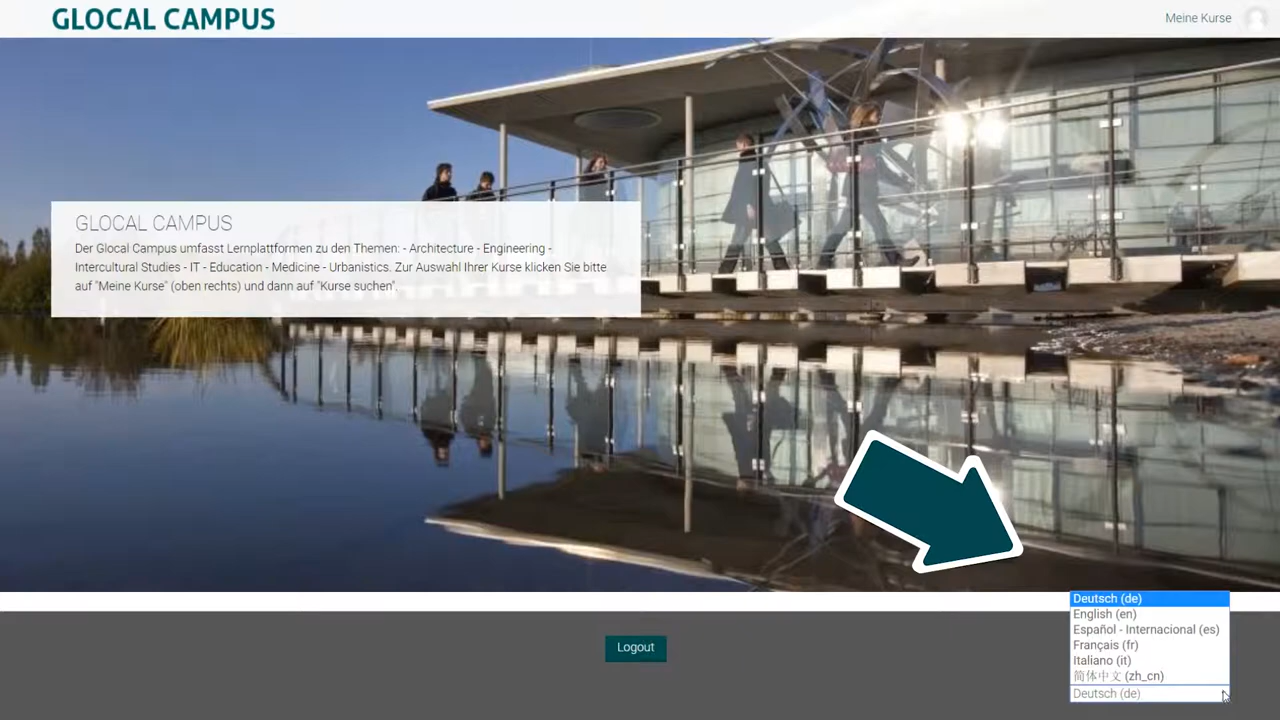 GLOCAL CAMPUS
Meine Kurse
GLOCAL CAMPUS
Der Glocal Campus umfasst Lernplattformen zu den Themen: - Architecture - Engineering -
Intercultural Studies - IT - Education - Medicine - Urbanistics. Zur Auswahl Ihrer Kurse klicken Sie bitte
auf "Meine Kurse" (oben rechts) und dann auf "Kurse suchen".
Deutsch (de)
English (en)
Español - Internacional (es)
Français (fr)
Italiano (it)
简体中文 (zh_cn)
Deutsch (de)
Logout